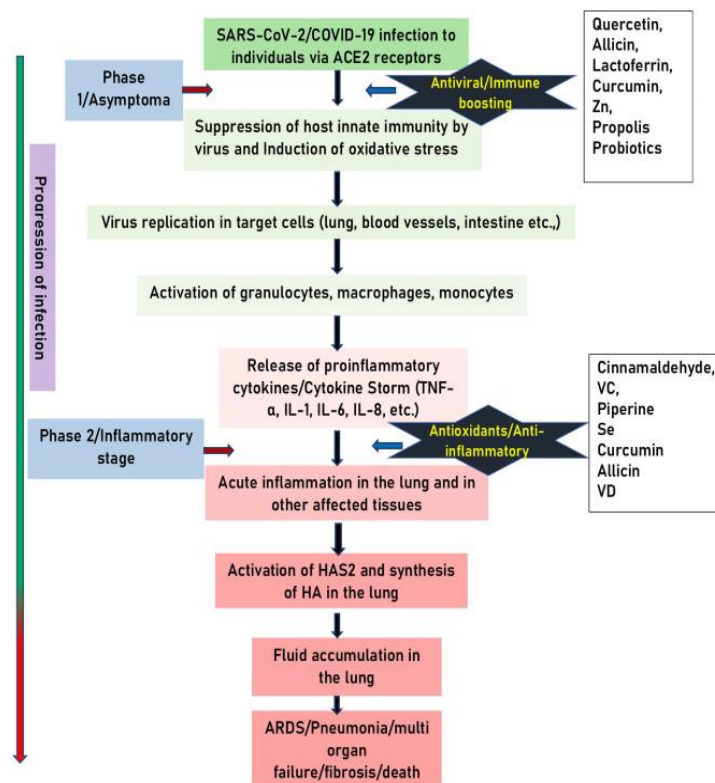 SARS-CoV-2/COVID-19 infection to
individuals via ACE2 receptors
Quercetin,
Allicin,
Lactoferrin,
Curcumin,
Zn,
Propolis
Probiotics
Phase
1/Asymptoma
Antiviral/Immune
boosting
Suppression of host innate immunity by
virus and Induction of oxidative stress
Progression of
infection
Virus replication in target cells (lung, blood vessels, intestine etc.,)
Activation of granulocytes, macrophages, monocytes
Release of proinflammatory
cytokines/Cytokine Storm (TNF-
α, IL-1, IL-6, IL-8, etc.)
Cinnamaldehyde,
VC,
Piperine
Se
Curcumin
Allicin
VD
Phase 2/Inflammatory
stage
Antioxidants/Anti-
inflammatory
Acute inflammation in the lung and in
other affected tissues
Activation of HAS2 and synthesis
of HA in the lung
Fluid accumulation in
the lung
ARDS/Pneumonia/multi
organ
failure/fibrosis/death